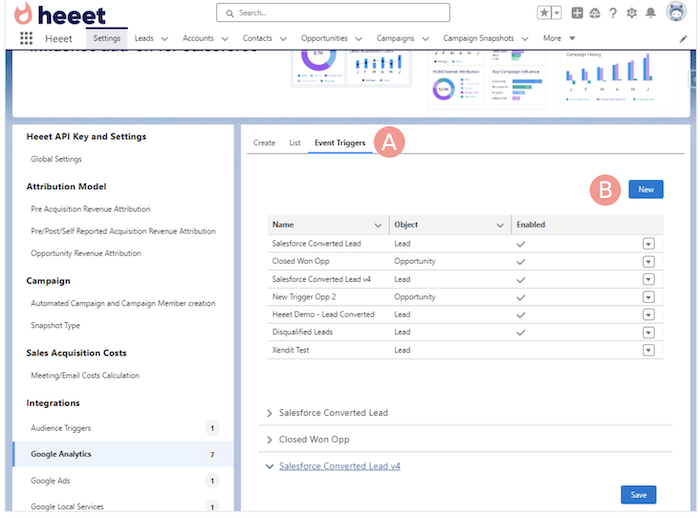 heeet
Search...
Heeet
Settings
Leads
Accounts
Contacts
Opportunities
Campaigns
Campaign Snapshots
More
Heeet API Key and Settings
Global Settings
Attribution Model
Pre Acquisition Revenue Attribution
Pre/Post/Self Reported Acquisition Revenue Attribution
Opportunity Revenue Attribution
Campaign
Automated Campaign and Campaign Member creation
Snapshot Type
Sales Acquisition Costs
Meeting/Email Costs Calculation
Integrations
Audience Triggers 1
Google Analytics 7
Google Ads 1
Google Local Services 1
Create List Event Triggers A
B New
Name Object Enabled
Salesforce Converted Lead Lead
Closed Won Opp Opportunity
Salesforce Converted Lead v4 Lead
New Trigger Opp 2 Opportunity
Heeet Demo - Lead Converted Lead
Disqualified Leads Lead
Xendit Test Lead
Salesforce Converted Lead
Closed Won Opp
Salesforce Converted Lead v4
Save